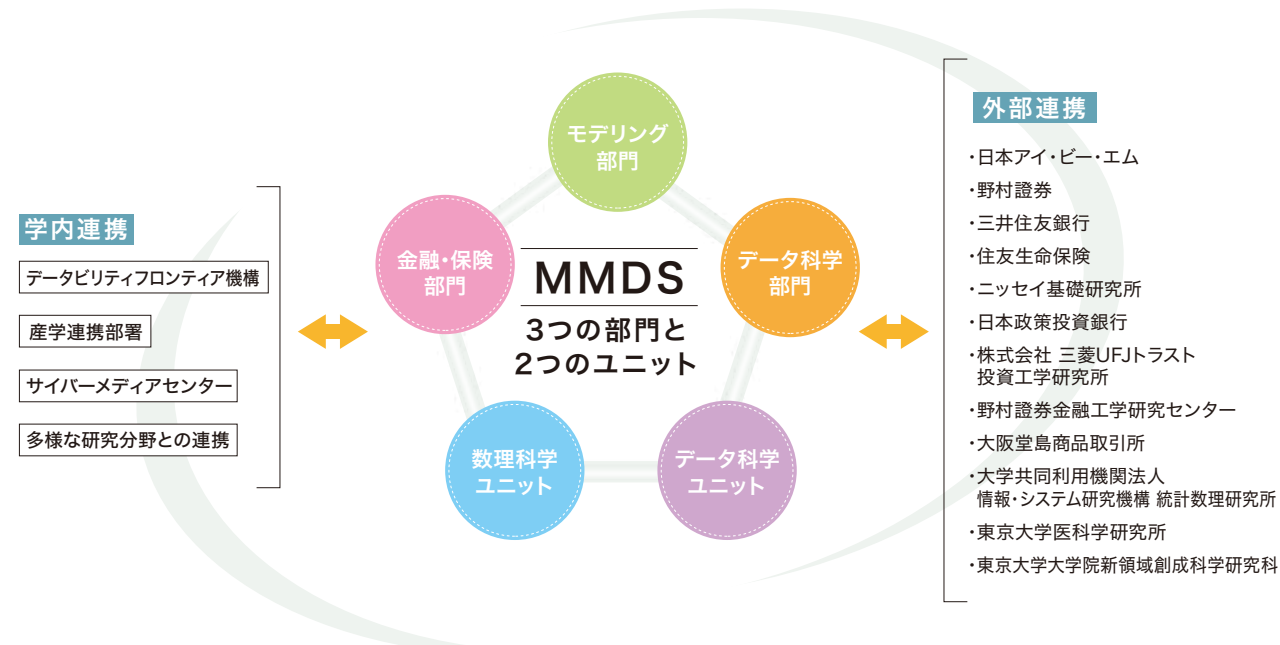 学内連携
データビリティフロンティア機構
産学連携部署
サイバーメディアセンター
多様な研究分野との連携
モデリング
部門
金融・保険
部門
データ科学
部門
MMDS
3つの部門と
2つのユニット
数理科学
ユニット
データ科学
ユニット
外部連携
・日本アイ・ビー・エム
・野村證券
・三井住友銀行
・住友生命保険
・ニッセイ基礎研究所
・日本政策投資銀行
・株式会社 三菱UFJトラスト
投資工学研究所
・野村證券金融工学研究センター
・大阪堂島商品取引所
・大学共同利用機関法人
情報・システム研究機構 統計数理研究所
・東京大学医科学研究所
・東京大学大学院新領域創成科学研究科